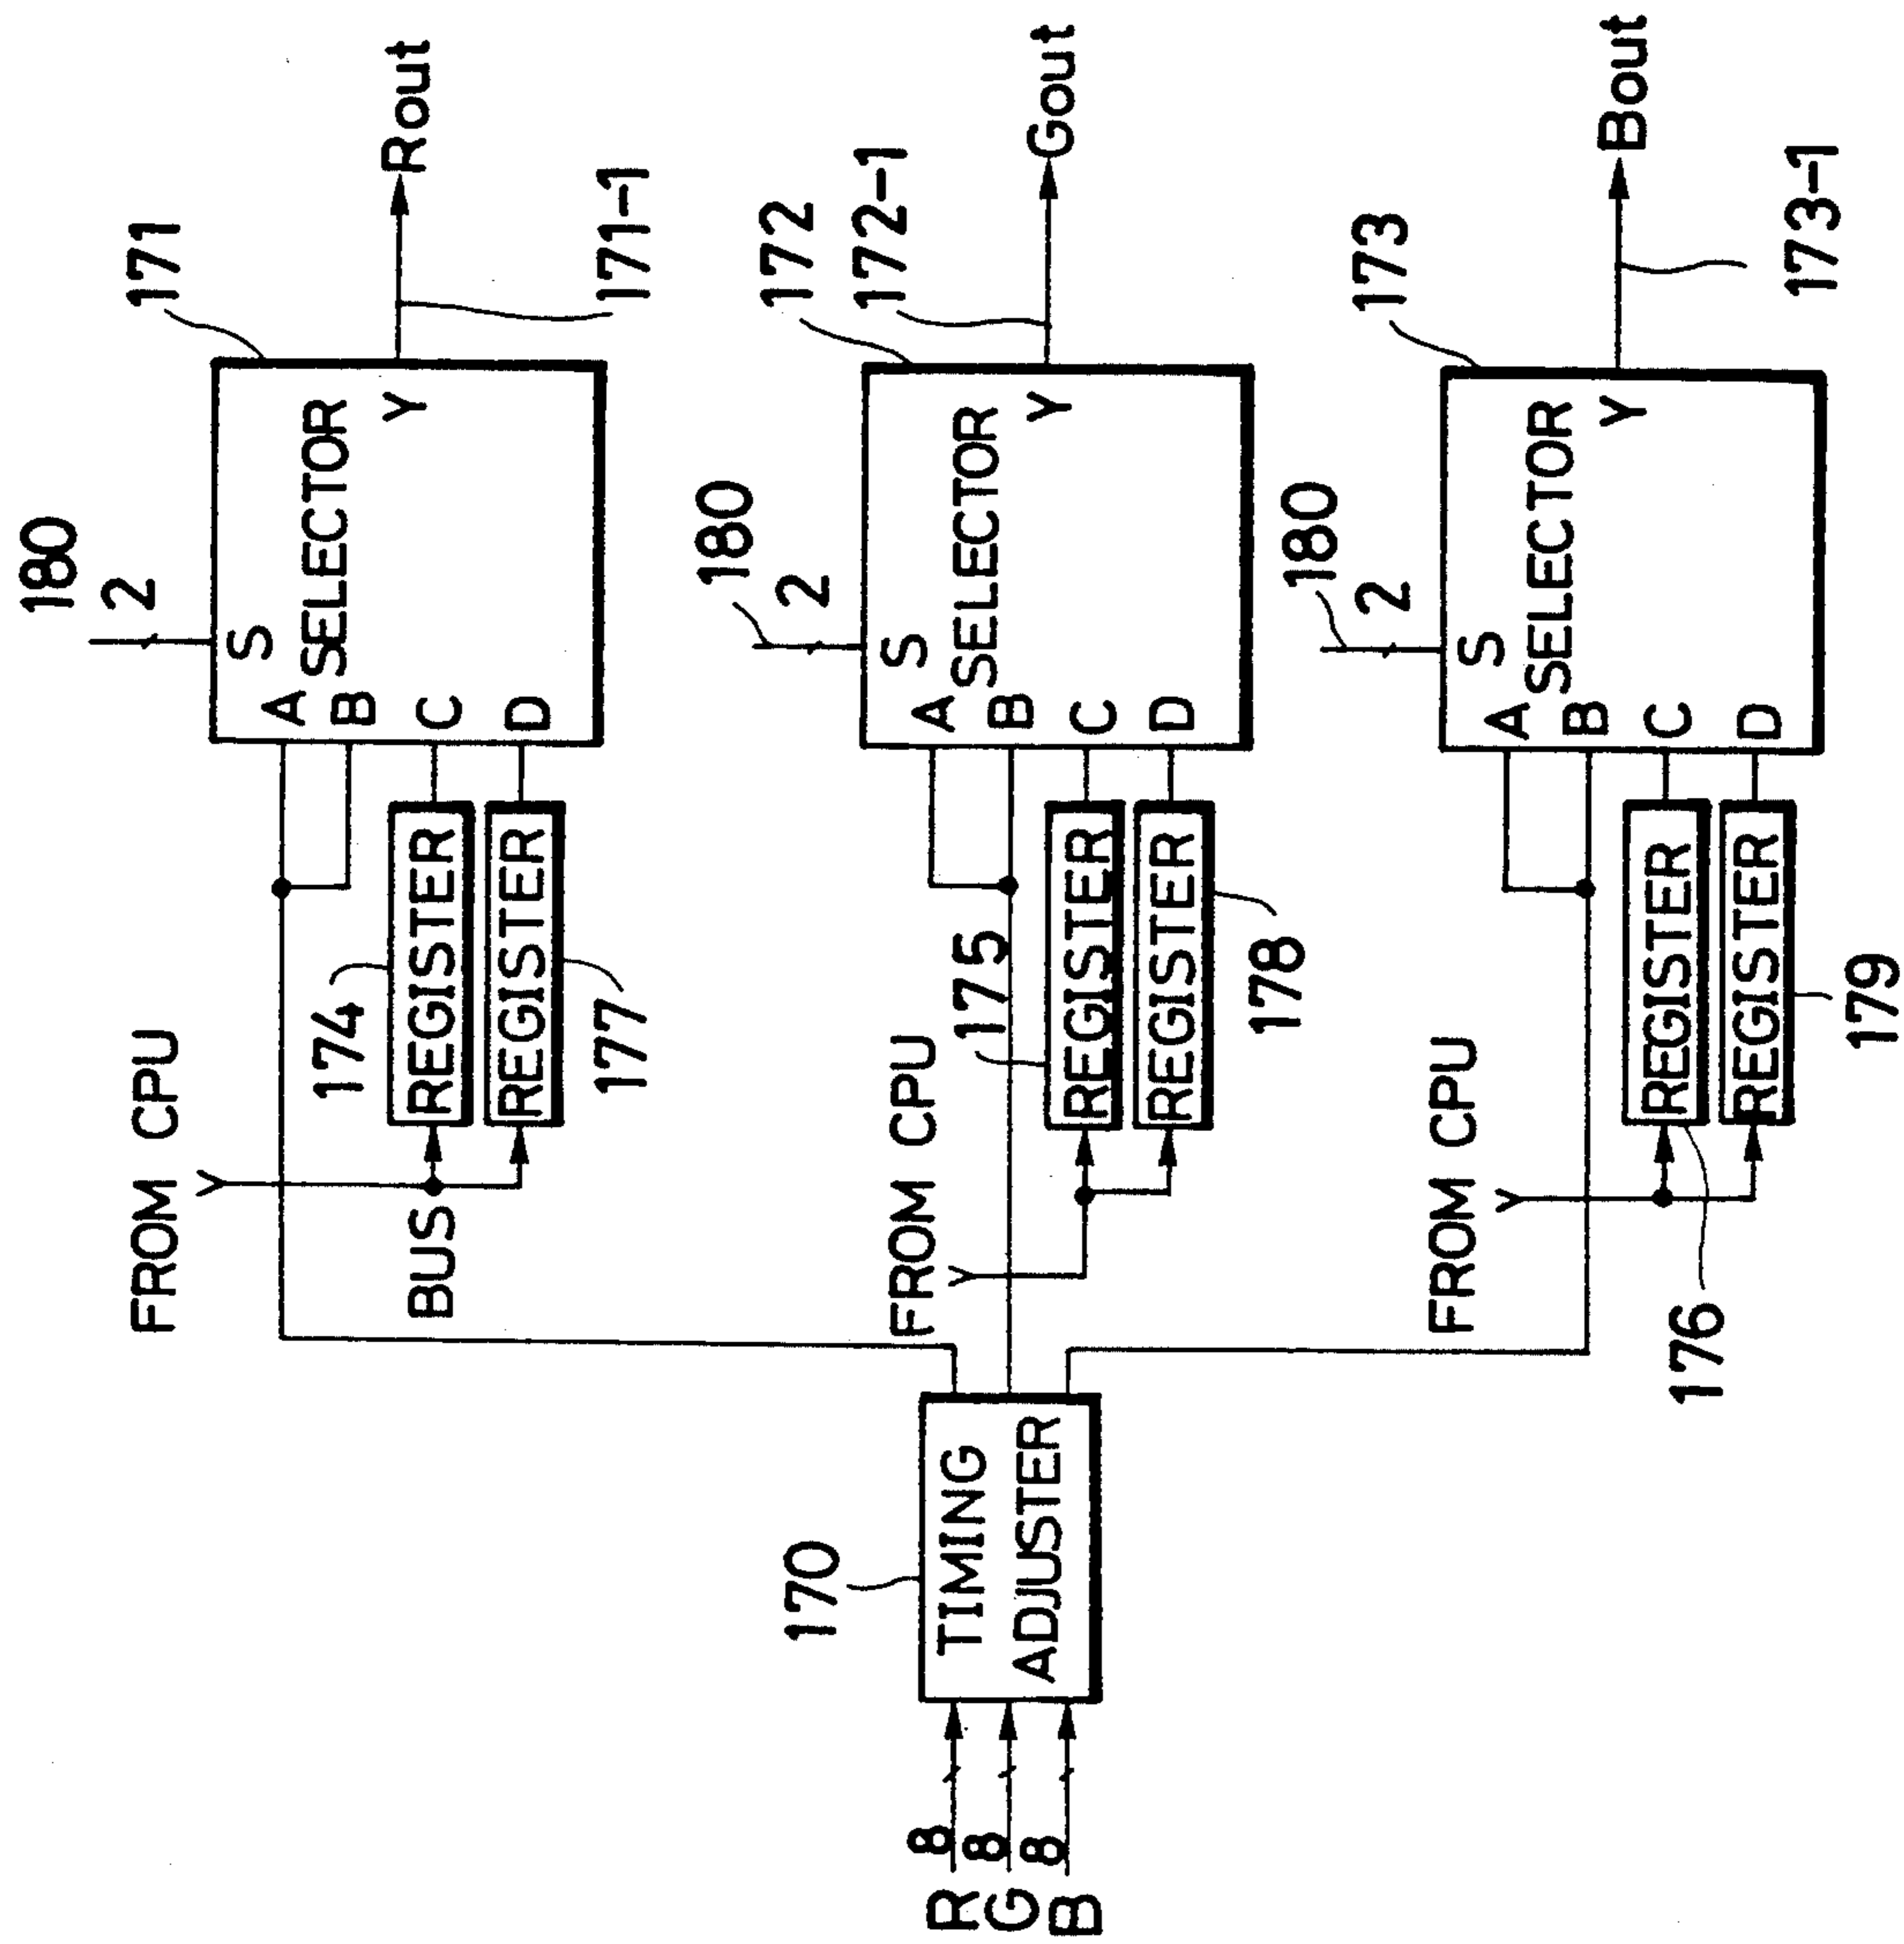 180
2
171
S
SELECTOR
A
B
C
D
Y
Rout
171-1
FROM CPU
BUS
174
REGISTER
REGISTER
177
180
2
172
172-1
S
SELECTOR
A
B
C
D
Y
Gout
FROM CPU
175
REGISTER
REGISTER
178
170
TIMING
ADJUSTER
R 8
G 8
B 8
180
2
173
S
SELECTOR
A
B
C
D
Y
Bout
173-1
FROM CPU
REGISTER
REGISTER
176
179